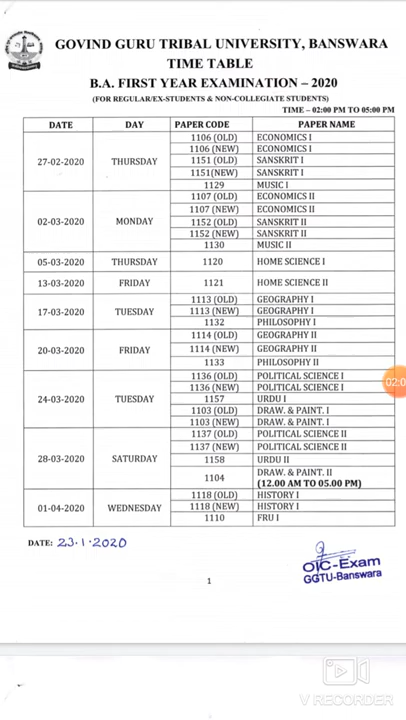 GOVIND GURU TRIBAL UNIVERSITY, BANSWARA
TIME TABLE
B.A. FIRST YEAR EXAMINATION – 2020
(FOR REGULAR/EX-STUDENTS & NON-COLLEGIATE STUDENTS)
TIME – 02:00 PM TO 05:00 PM
DATE DAY PAPER CODE PAPER NAME
27-02-2020 THURSDAY 1106 (OLD) ECONOMICS I
1106 (NEW) ECONOMICS I
1151 (OLD) SANSKRIT I
1151(NEW) SANSKRIT I
1129 MUSIC I
02-03-2020 MONDAY 1107 (OLD) ECONOMICS II
1107 (NEW) ECONOMICS II
1152 (OLD) SANSKRIT II
1152 (NEW) SANSKRIT II
1130 MUSIC II
05-03-2020 THURSDAY 1120 HOME SCIENCE I
13-03-2020 FRIDAY 1121 HOME SCIENCE II
17-03-2020 TUESDAY 1113 (OLD) GEOGRAPHY I
1113 (NEW) GEOGRAPHY I
1132 PHILOSOPHY I
20-03-2020 FRIDAY 1114 (OLD) GEOGRAPHY II
1114 (NEW) GEOGRAPHY II
1133 PHILOSOPHY II
24-03-2020 TUESDAY 1136 (OLD) POLITICAL SCIENCE I
1136 (NEW) POLITICAL SCIENCE I
1157 URDU I
1103 (OLD) DRAW. & PAINT. I
1103 (NEW) DRAW. & PAINT. I
28-03-2020 SATURDAY 1137 (OLD) POLITICAL SCIENCE II
1137 (NEW) POLITICAL SCIENCE II
1158 URDU II
1104 DRAW. & PAINT. II
(12.00 AM TO 05.00 PM)
01-04-2020 WEDNESDAY 1118 (OLD) HISTORY I
1118 (NEW) HISTORY I
1110 FRU I
02:0
DATE: 23.1.2020
OIC-Exam
GGTU-Banswara
1
V RECORDER